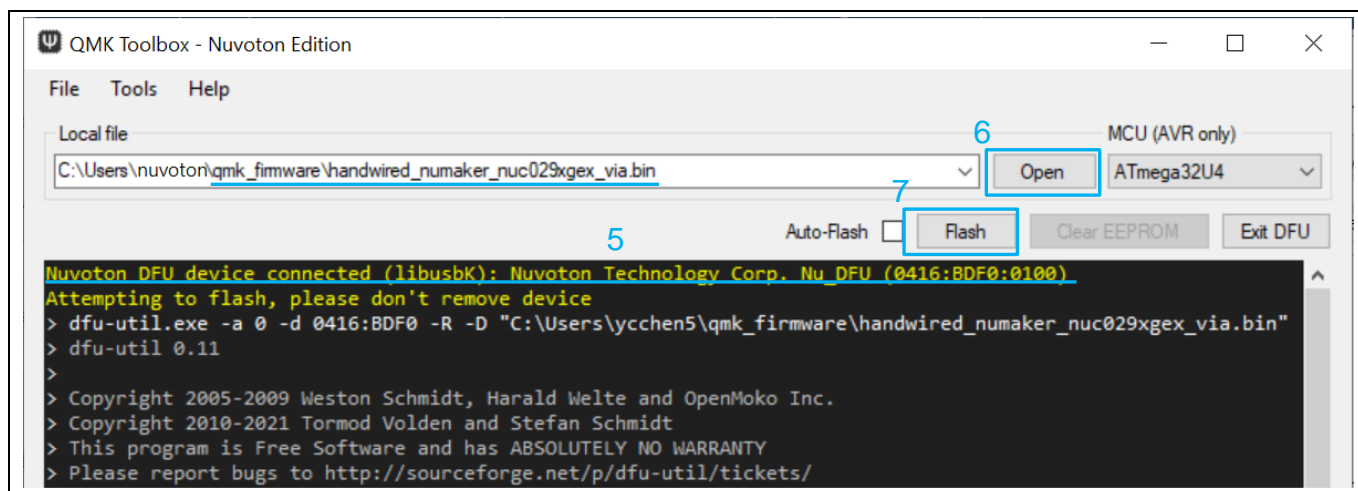 QMK Toolbox - Nuvoton Edition
File Tools Help
Local file
6
MCU (AVR only)
C:\Users\nuvoton\qmk_firmware\handwired_numaker_nuc029xgex_via.bin
Open
ATmega32U4
7
5
Auto-Flash
Flash
Clear EEPROM
Exit DFU
Nuvoton DFU device connected (libusbK): Nuvoton Technology Corp. Nu_DFU (0416:BDF0:0100)
Attempting to flash, please don't remove device
> dfu-util.exe -a 0 -d 0416:BDF0 -R -D "C:\Users\ycchen5\qmk_firmware\handwired_numaker_nuc029xgex_via.bin"
> dfu-util 0.11
>
> Copyright 2005-2009 Weston Schmidt, Harald Welte and OpenMoko Inc.
> Copyright 2010-2021 Tormod Volden and Stefan Schmidt
> This program is Free Software and has ABSOLUTELY NO WARRANTY
> Please report bugs to http://sourceforge.net/p/dfu-util/tickets/